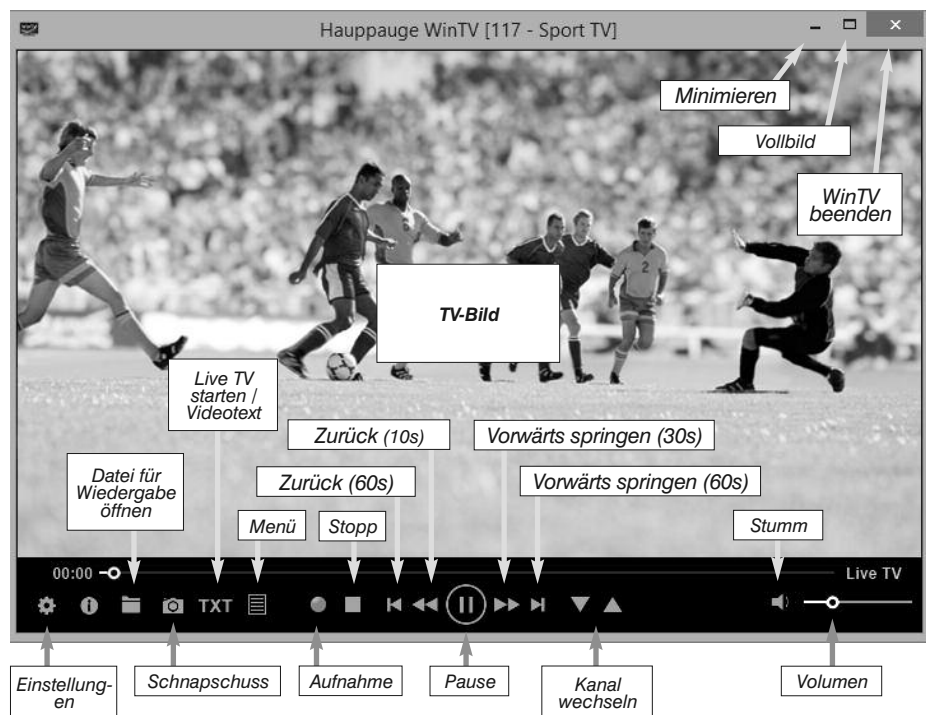 Hauppauge WinTV [117 - Sport TV]
Minimieren
Vollbild
WinTV
beenden
TV-Bild
2
Live TV
starten /
Videotext
Zurück (10s)
Vorwärts springen (30s)
Datei für
Wiedergabe
öffnen
Zurück (60s)
Vorwärts springen (60s)
Menü
Stopp
Stumm
00:00
Live TV
TXT
Einstellung-
en
Schnapschuss
Aufnahme
Pause
Kanal
wechseln
Volumen